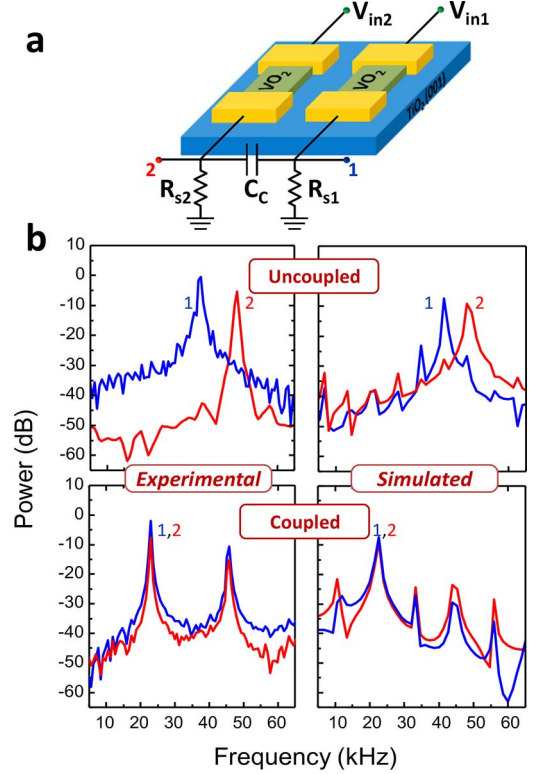 a
V_in2
V_in1
VO₂
VO₂
TiO₂ (001)
2
1
R_s2
C_C
R_s1
b
Power (dB)
10
0
-10
-20
-30
-40
-50
-60
Uncoupled
1
2
1
2
Experimental
Simulated
10
0
-10
-20
-30
-40
-50
-60
Coupled
1,2
1,2
10 20 30 40 50 60
10 20 30 40 50 60
Frequency (kHz)